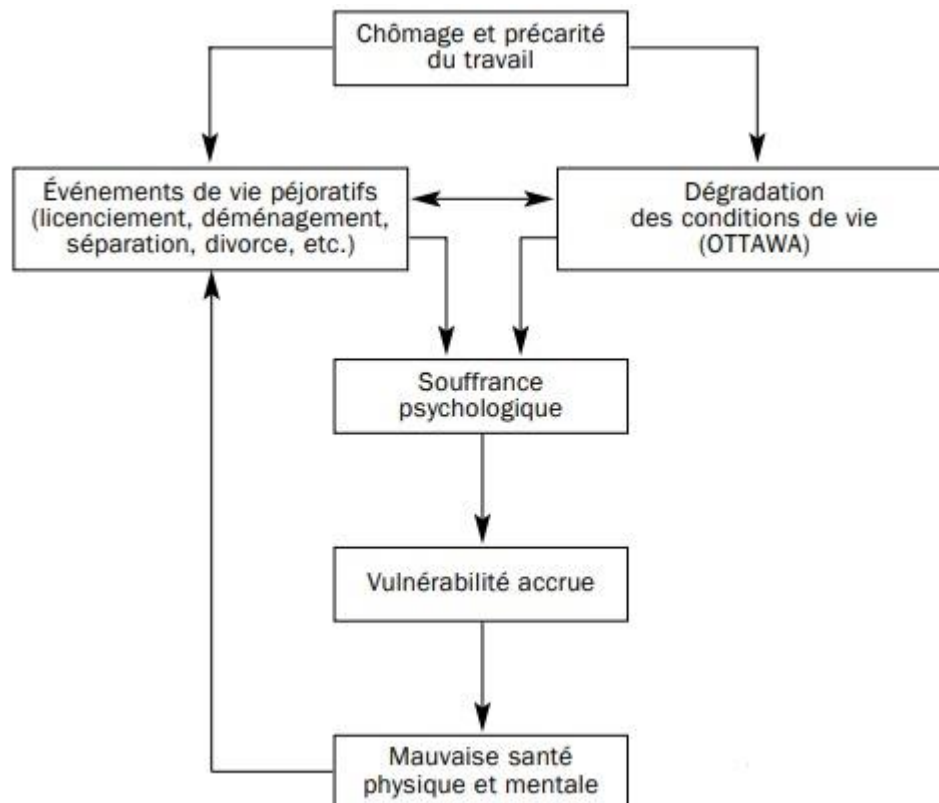 Chômage et précarité
du travail
Événements de vie péjoratifs
(licenciement, déménagement,
séparation, divorce, etc.)
Dégradation
des conditions de vie
(OTTAWA)
Souffrance
psychologique
Vulnérabilité accrue
Mauvaise santé
physique et mentale